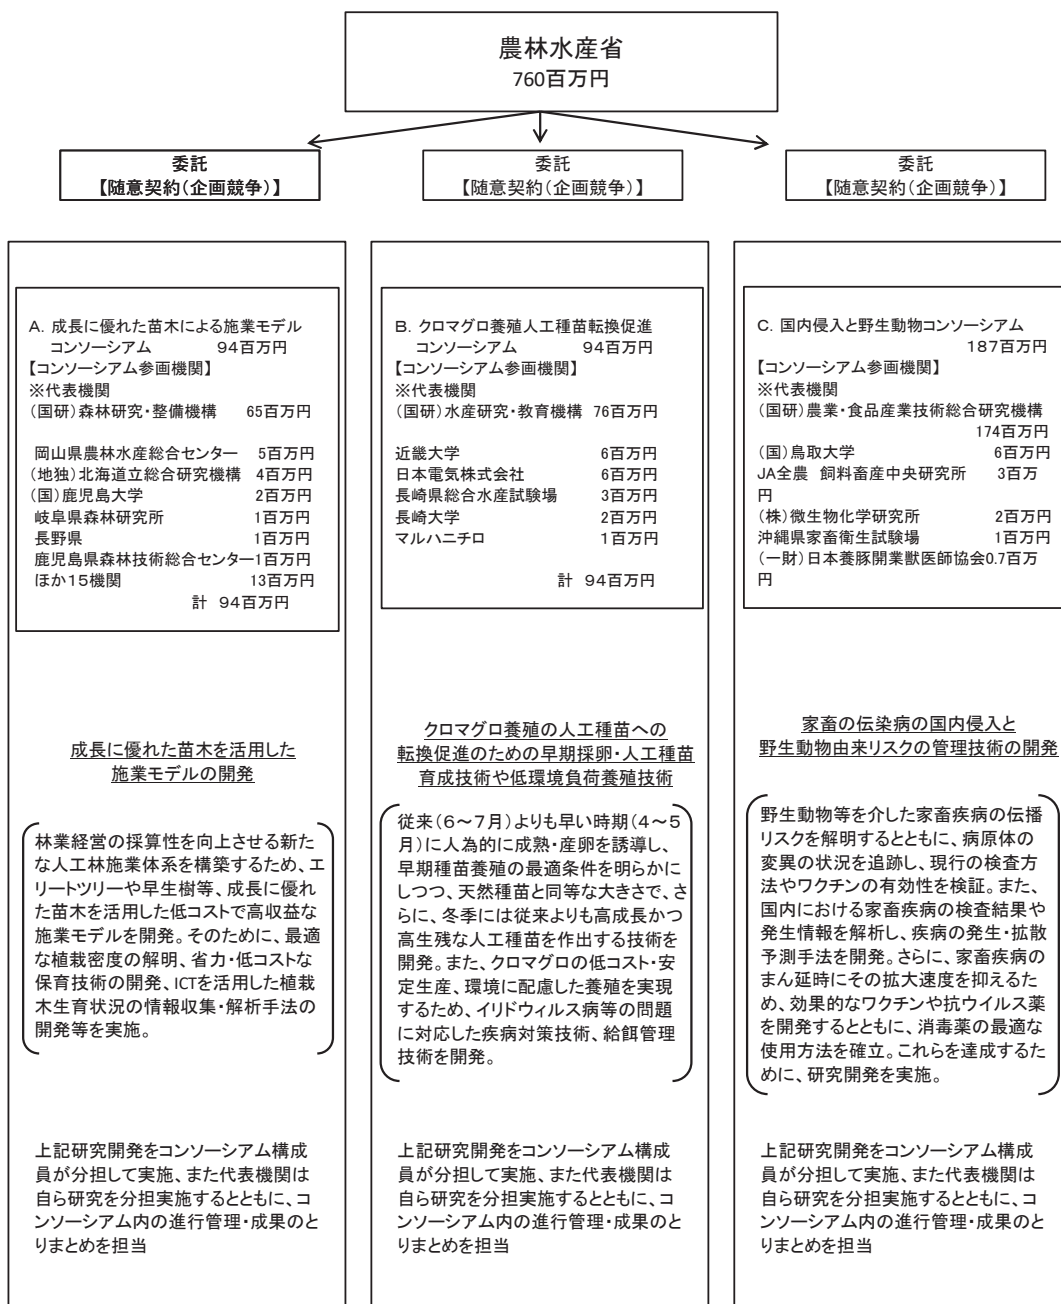 農林水産省
760百万円
委託
【随意契約(企画競争)】
委託
【随意契約(企画競争)】
委託
【随意契約(企画競争)】
A. 成長に優れた苗木による施業モデル
コンソーシアム 94百万円
【コンソーシアム参画機関】
※代表機関
(国研)森林研究・整備機構 65百万円
岡山県農林水産総合センター 5百万円
(地独)北海道立総合研究機構 4百万円
(国)鹿児島大学 2百万円
岐阜県森林研究所 1百万円
長野県 1百万円
鹿児島県森林技術総合センター1百万円
ほか15機関 13百万円
計 94百万円
成長に優れた苗木を活用した
施業モデルの開発
林業経営の採算性を向上させる新た
な人工林施業体系を構築するため、エ
リートツリーや早生樹等、成長に優れ
た苗木を活用した低コストで高収益な
施業モデルを開発。そのために、最適
な植栽密度の解明、省力・低コストな
保育技術の開発、ICTを活用した植栽
木生育状況の情報収集・解析手法の
開発等を実施。
上記研究開発をコンソーシアム構成
員が分担して実施、また代表機関は
自ら研究を分担実施するとともに、コ
ンソーシアム内の進行管理・成果のと
りまとめを担当
B. クロマグロ養殖人工種苗転換促進
コンソーシアム 94百万円
【コンソーシアム参画機関】
※代表機関
(国研)水産研究・教育機構 76百万円
近畿大学 6百万円
日本電気株式会社 6百万円
長崎県総合水産試験場 3百万円
長崎大学 2百万円
マルハニチロ 1百万円
計 94百万円
クロマグロ養殖の人工種苗への
転換促進のための早期採卵・人工種苗
育成技術や低環境負荷養殖技術
従来(6～7月)よりも早い時期(4～5
月)に人為的に成熟・産卵を誘導し、
早期種苗養殖の最適条件を明らかに
しつつ、天然種苗と同等な大きさで、さ
らに、冬季には従来よりも高成長かつ
高生残な人工種苗を作出する技術を
開発。また、クロマグロの低コスト・安
定生産、環境に配慮した養殖を実現
するため、イリドウィルス病等の問題
に対応した疾病対策技術、給餌管理
技術を開発。
上記研究開発をコンソーシアム構成
員が分担して実施、また代表機関は
自ら研究を分担実施するとともに、コ
ンソーシアム内の進行管理・成果のと
りまとめを担当
C. 国内侵入と野生動物コンソーシアム
187百万円
【コンソーシアム参画機関】
※代表機関
(国研)農業・食品産業技術総合研究機構
174百万円
(国)鳥取大学 6百万円
JA全農 飼料畜産中央研究所 3百万
円
(株)微生物化学研究所 2百万円
沖縄県家畜衛生試験場 1百万円
(一財)日本養豚開業獣医師協会0.7百万
円
家畜の伝染病の国内侵入と
野生動物由来リスクの管理技術の開発
野生動物等を介した家畜疾病の伝播
リスクを解明するとともに、病原体の
変異の状況を追跡し、現行の検査方
法やワクチンの有効性を検証。また、
国内における家畜疾病の検査結果や
発生情報を解析し、疾病の発生・拡散
予測手法を開発。さらに、家畜疾病の
まん延時にその拡大速度を抑えるた
め、効果的なワクチンや抗ウイルス薬
を開発するとともに、消毒薬の最適な
使用方法を確立。これらを達成するた
めに、研究開発を実施。
上記研究開発をコンソーシアム構成
員が分担して実施、また代表機関は
自ら研究を分担実施するとともに、コ
ンソーシアム内の進行管理・成果のと
りまとめを担当